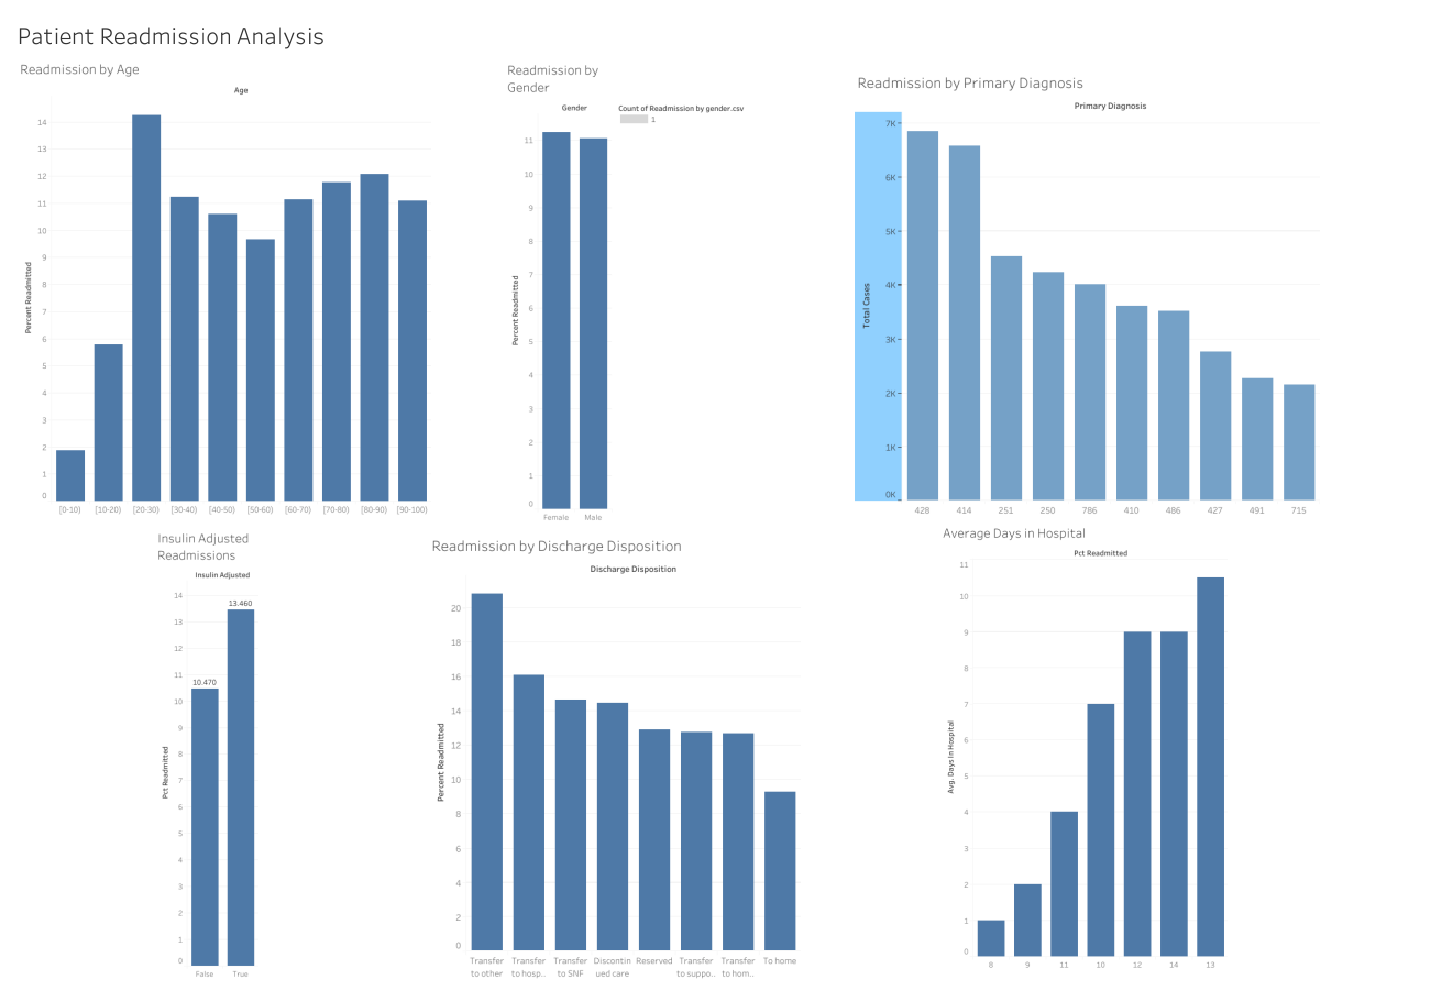 Patient Readmission Analysis
Readmission by Age
Age
Percent Readmitted
14
13
12
11
10
9
8
7
6
5
4
3
2
1
0
[0-10) [10-20) [20-30) [30-40) [40-50) [50-60) [60-70) [70-80) [80-90) [90-100)
Readmission by
Gender
Gender
Count of Readmission by gender.csv
1
Percent Readmitted
11
10
9
8
7
6
5
4
3
2
1
0
Female Male
Readmission by Primary Diagnosis
Primary Diagnosis
Total Cases
7K
6K
5K
4K
3K
2K
1K
0K
428 414 251 250 786 410 486 427 491 715
Insulin Adjusted
Readmissions
Insulin Adjusted
Pct Readmitted
14
13
12
11
10
9
8
7
6
5
4
3
2
1
0
10.470
13.460
False True
Readmission by Discharge Disposition
Discharge Disposition
Percent Readmitted
20
18
16
14
12
10
8
6
4
2
0
Transfer Transfer Transfer Discontin Reserved Transfer Transfer To home
to other to hosp.. to SNF ued care to suppo.. to hom..
Average Days in Hospital
Pct Readmitted
Avg. Days in Hospital
11
10
9
8
7
6
5
4
3
2
1
0
8 9 11 10 12 14 13